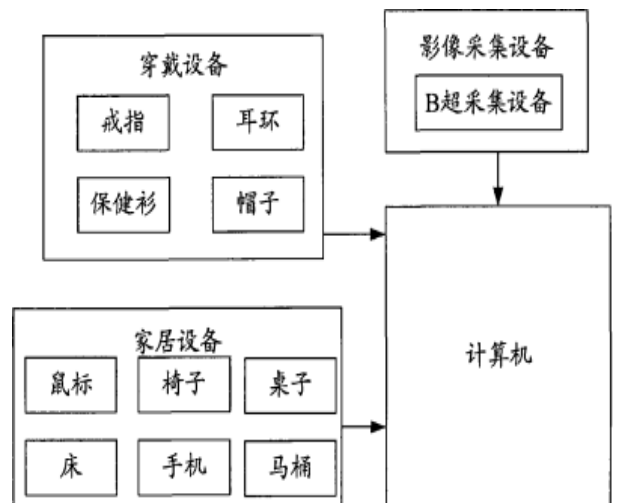 穿戴设备
戒指
耳环
保健衫
帽子
影像采集设备
B超采集设备
计算机
家居设备
鼠标
椅子
桌子
床
手机
马桶